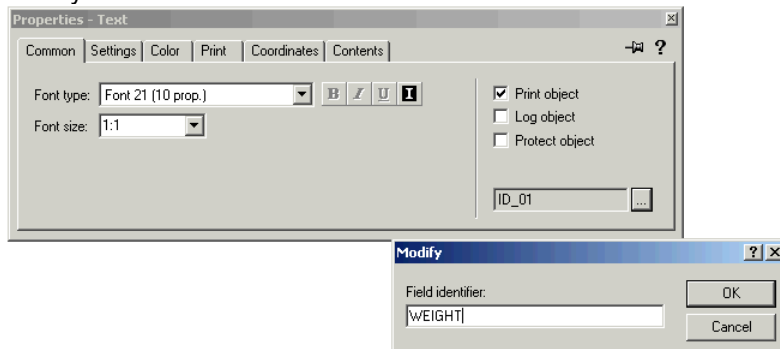 Properties - Text
Common Settings Color Print Coordinates Contents ?
Font type: Font 21 (10 prop.) B I U I
Print object
Font size: 1:1
Log object
Protect object
ID_01 ...
Modify ? ×
Field identifier:
OK
WEIGHT
Cancel